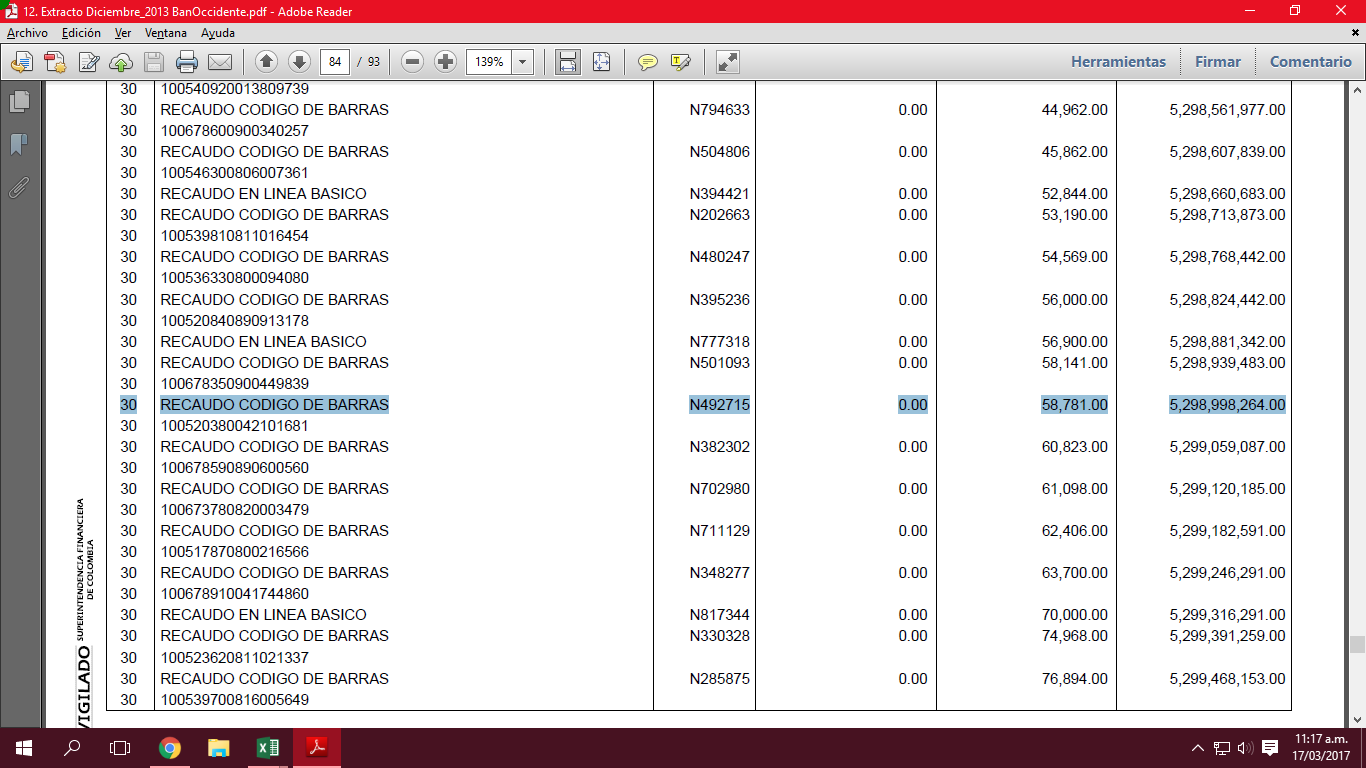 12. Extracto Diciembre_2013 BanOccidente.pdf - Adobe Reader
Archivo Edición Ver Ventana Ayuda
84 / 93 139% Herramientas Firmar Comentario
30 100540920013809739
30 RECAUDO CODIGO DE BARRAS N794633 0.00 44,962.00 5,298,561,977.00
30 100678600900340257
30 RECAUDO CODIGO DE BARRAS N504806 0.00 45,862.00 5,298,607,839.00
30 100546300806007361
30 RECAUDO EN LINEA BASICO N394421 0.00 52,844.00 5,298,660,683.00
30 RECAUDO CODIGO DE BARRAS N202663 0.00 53,190.00 5,298,713,873.00
30 100539810811016454
30 RECAUDO CODIGO DE BARRAS N480247 0.00 54,569.00 5,298,768,442.00
30 100536330800094080
30 RECAUDO CODIGO DE BARRAS N395236 0.00 56,000.00 5,298,824,442.00
30 100520840890913178
30 RECAUDO EN LINEA BASICO N777318 0.00 56,900.00 5,298,881,342.00
30 RECAUDO CODIGO DE BARRAS N501093 0.00 58,141.00 5,298,939,483.00
30 100678350900449839
30 RECAUDO CODIGO DE BARRAS N492715 0.00 58,781.00 5,298,998,264.00
30 100520380042101681
30 RECAUDO CODIGO DE BARRAS N382302 0.00 60,823.00 5,299,059,087.00
30 100678590890600560
30 RECAUDO CODIGO DE BARRAS N702980 0.00 61,098.00 5,299,120,185.00
30 100673780820003479
30 RECAUDO CODIGO DE BARRAS N711129 0.00 62,406.00 5,299,182,591.00
30 100517870800216566
30 RECAUDO CODIGO DE BARRAS N348277 0.00 63,700.00 5,299,246,291.00
30 100678910041744860
30 RECAUDO EN LINEA BASICO N817344 0.00 70,000.00 5,299,316,291.00
30 RECAUDO CODIGO DE BARRAS N330328 0.00 74,968.00 5,299,391,259.00
30 100523620811021337
30 RECAUDO CODIGO DE BARRAS N285875 0.00 76,894.00 5,299,468,153.00
30 100539700816005649
VIGILADO SUPERINTENDENCIA FINANCIERA
DE COLOMBIA
11:17 a.m.
17/03/2017